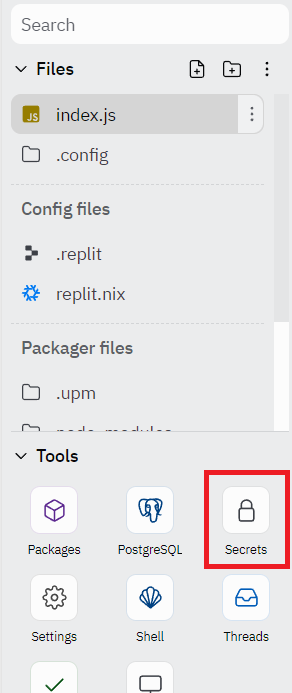 Search
Files
JS index.js
.config
Config files
.replit
replit.nix
Packager files
.upm
node_modules
Tools
Packages PostgreSQL Secrets
Settings Shell Threads